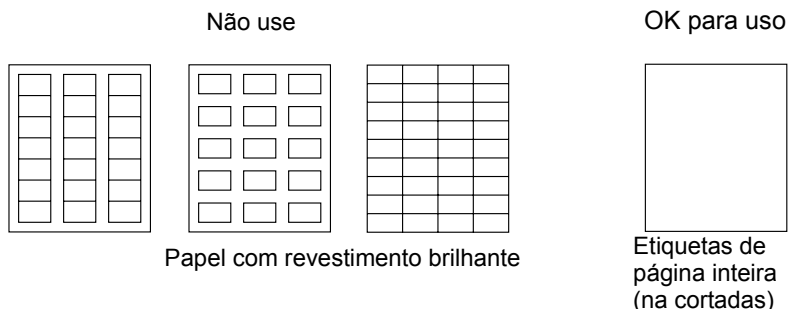 Não use
OK para uso
Papel com revestimento brilhante
Etiquetas de
página inteira
(na cortadas)